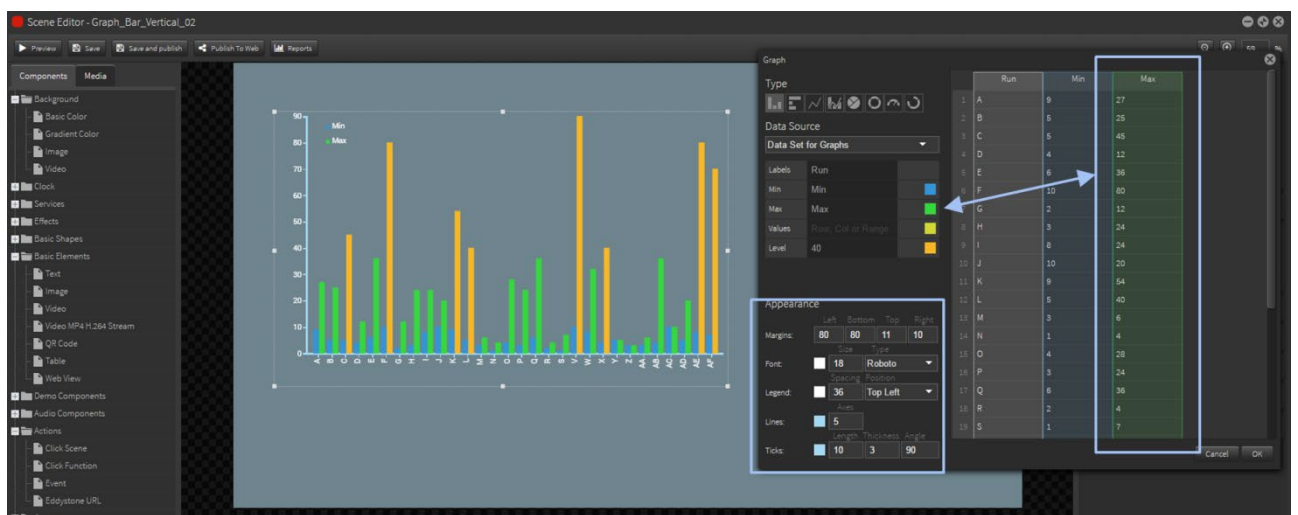 Scene Editor - Graph_Bar_Vertical_02
Preview Save Save and publish Publish To Web Reports
Components Media
Background
Basic Color
Gradient Color
Image
Video
Clock
Services
Effects
Basic Shapes
Basic Elements
Text
Image
Video
Video MP4 H.264 Stream
QR Code
Table
Web View
Demo Components
Audio Components
Actions
Click Scene
Click Function
Event
Eddystone URL
Min
Max
90
80
70
60
50
40
30
20
10
0
A B C D E F G H I J K L M N O P Q R S T U V W X Y Z AA AB AC AD AE AF
Graph
Type
Data Source
Data Set for Graphs
Labels Run
Min Min
Max Max
Values Row, Cell or Range
Level 40
Appearance
Left Bottom Top Right
Margins: 80 80 11 10
Size Type
Font: 18 Roboto
Spacing Position
Legend: 36 Top Left
Axes
Lines: 5
Length Thickness Angle
Ticks: 10 3 90
Run Min Max
1 A 9 27
2 B 5 25
3 C 5 45
4 D 4 12
5 E 6 36
6 F 10 80
G 2 12
8 H 3 24
9 I 8 24
10 J 10 20
11 K 9 54
12 L 5 40
13 M 3 6
14 N 1 4
15 O 4 28
16 P 3 24
17 Q 6 36
18 R 2 4
19 S 1 7
Cancel OK